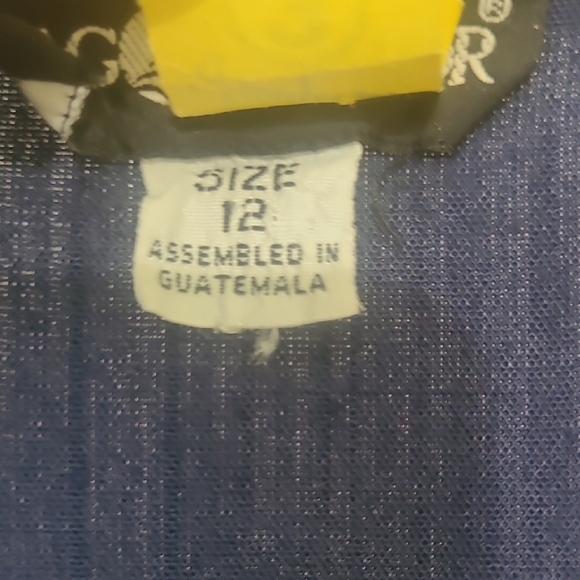 G R®
SIZE
12
ASSEMBLED IN
GUATEMALA